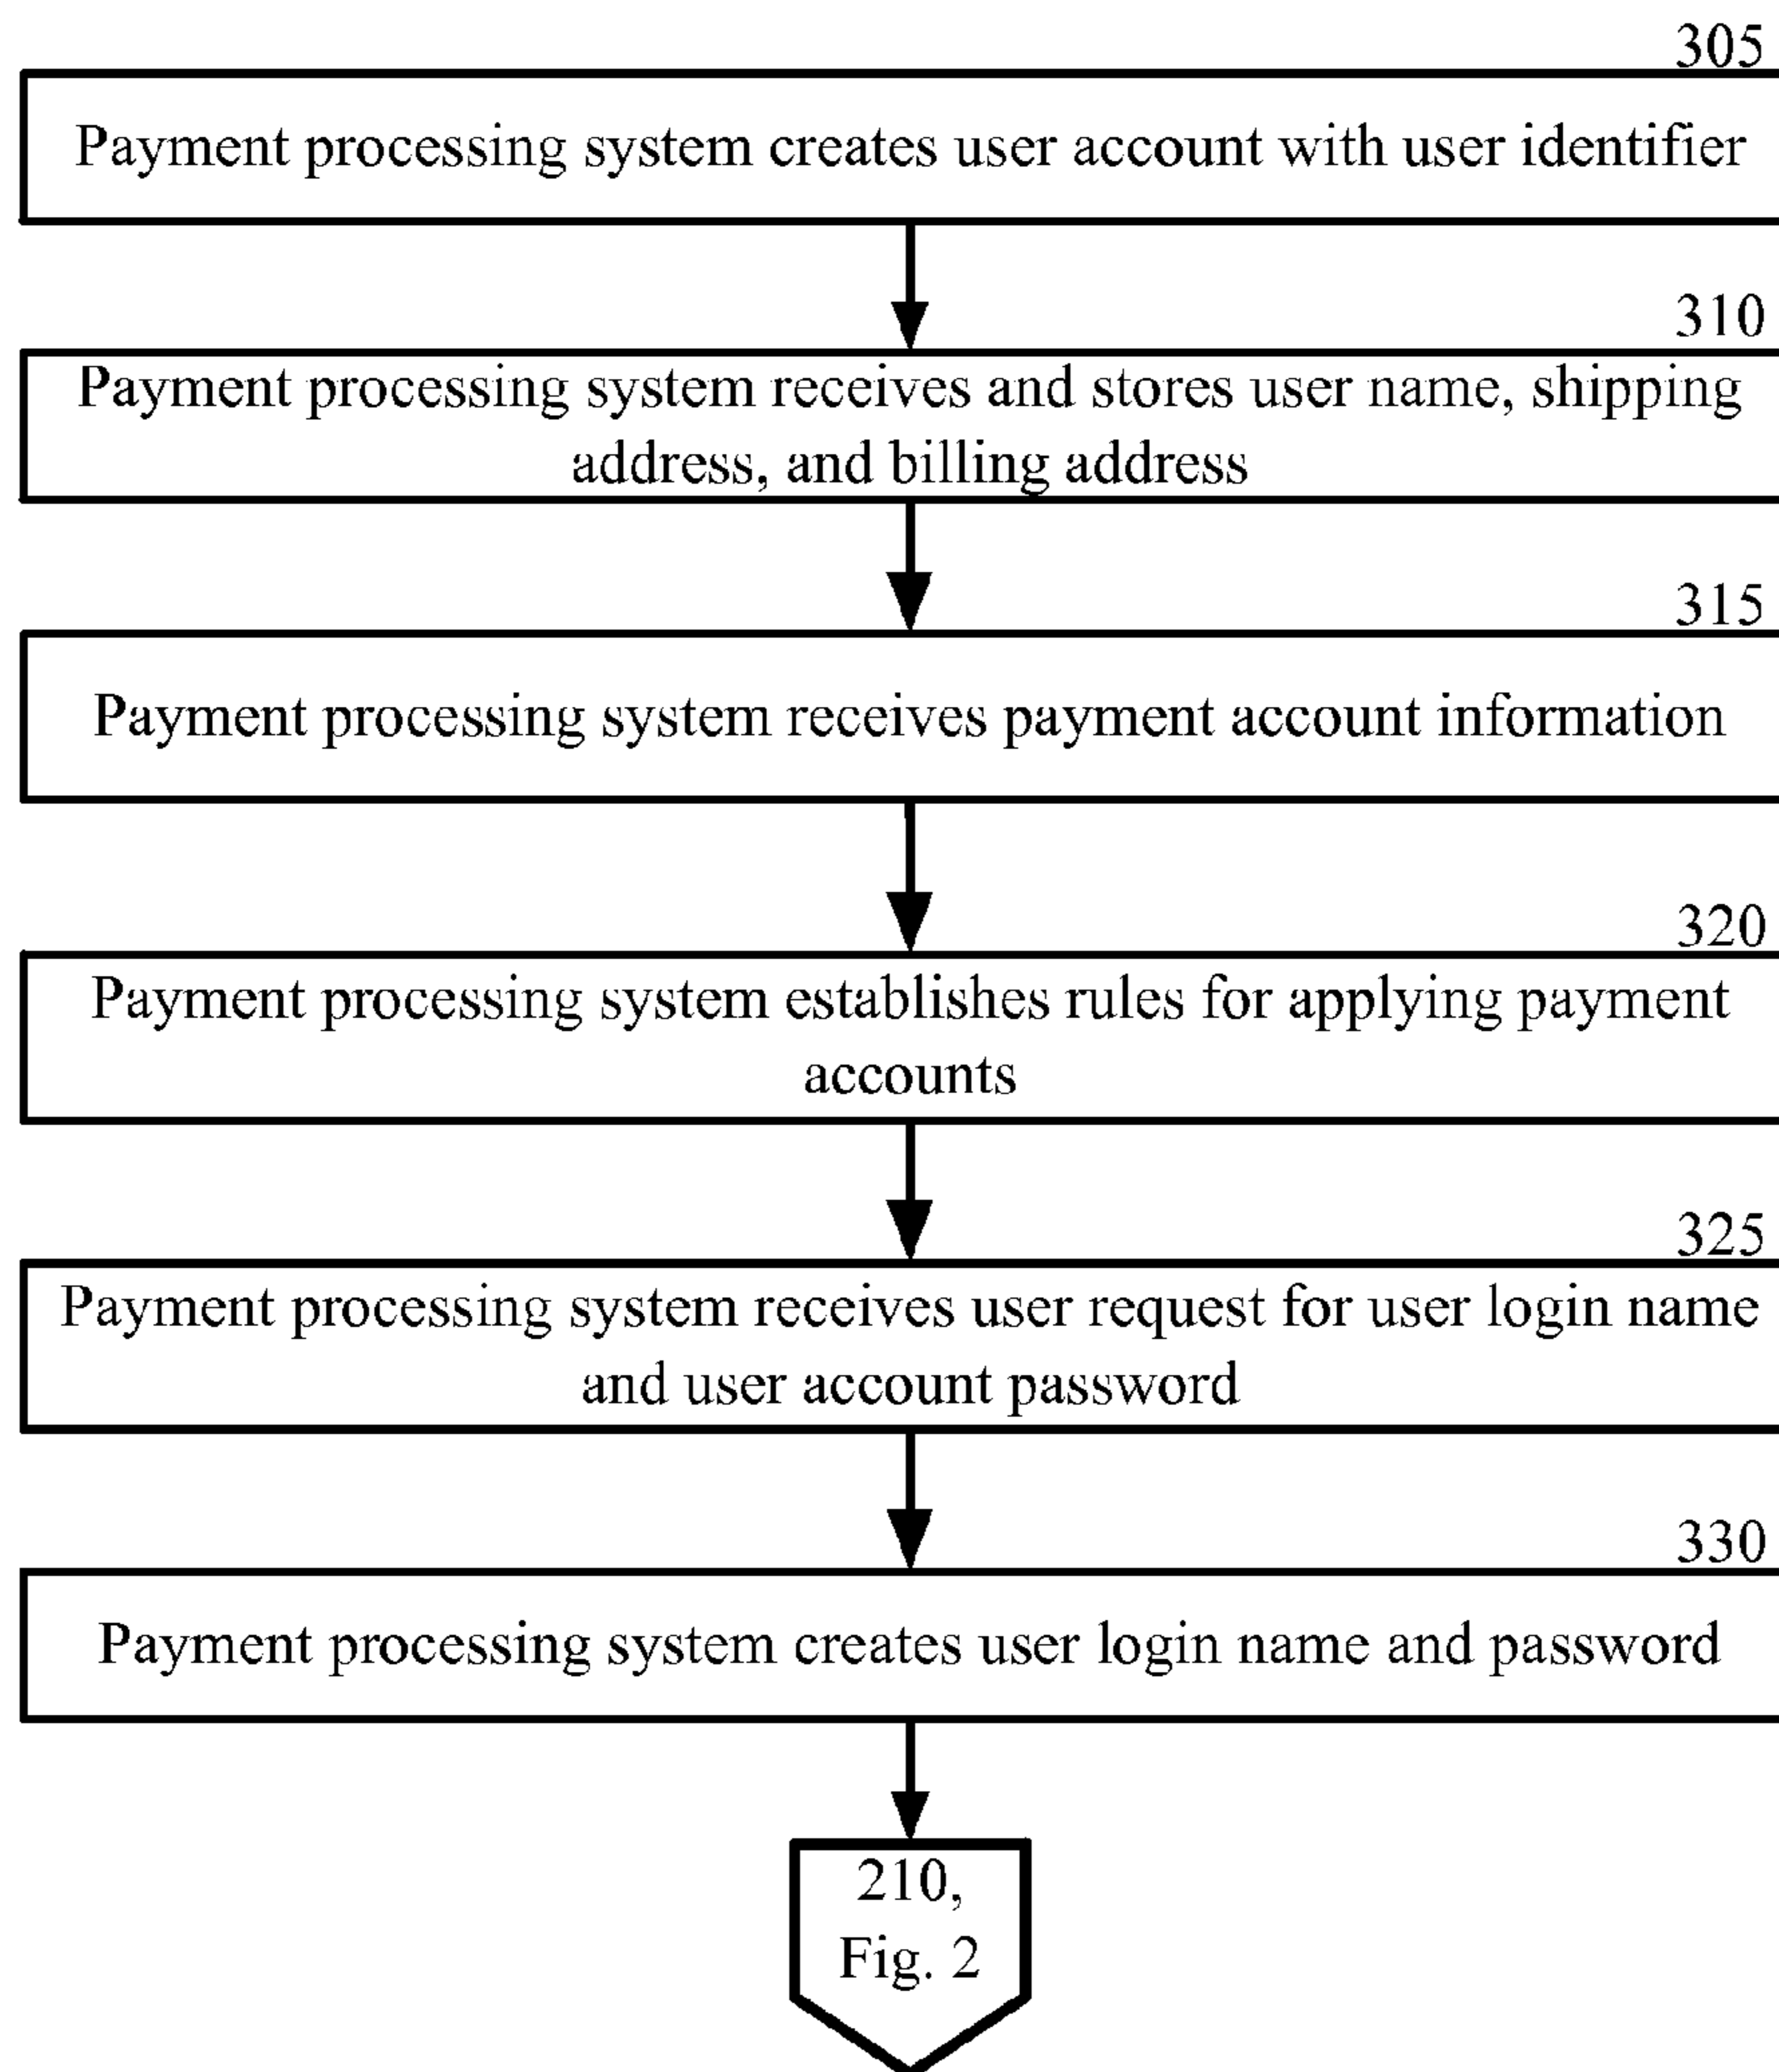 305
Payment processing system creates user account with user identifier
310
Payment processing system receives and stores user name, shipping
address, and billing address
315
Payment processing system receives payment account information
320
Payment processing system establishes rules for applying payment
accounts
325
Payment processing system receives user request for user login name
and user account password
330
Payment processing system creates user login name and password
210,
Fig. 2